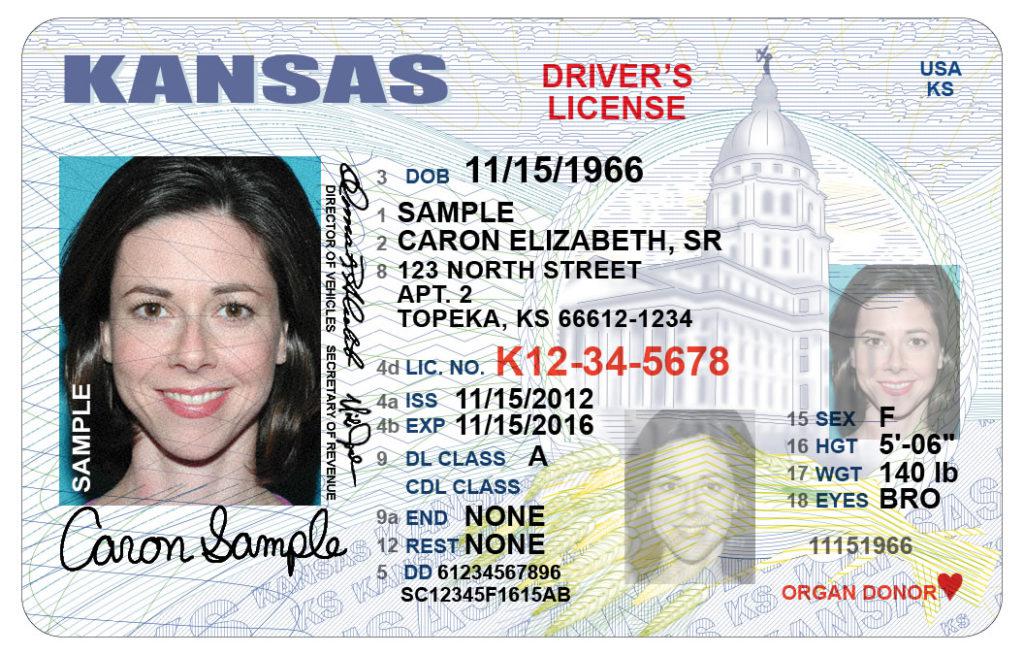 KANSAS
DRIVER'S
LICENSE
USA
KS
3 DOB 11/15/1966
1 SAMPLE
2 CARON ELIZABETH, SR
8 123 NORTH STREET
APT. 2
TOPEKA, KS 66612-1234
4d LIC. NO. K12-34-5678
4a ISS 11/15/2012
4b EXP 11/15/2016
9 DL CLASS A
CDL CLASS
9a END NONE
12 REST NONE
5 DD 61234567896
SC12345F1615AB
15 SEX F
16 HGT 5'-06"
17 WGT 140 lb
18 EYES BRO
11151966
ORGAN DONOR
SAMPLE
DIRECTOR OF VEHICLES SECRETARY OF REVENUE
Caron Sample